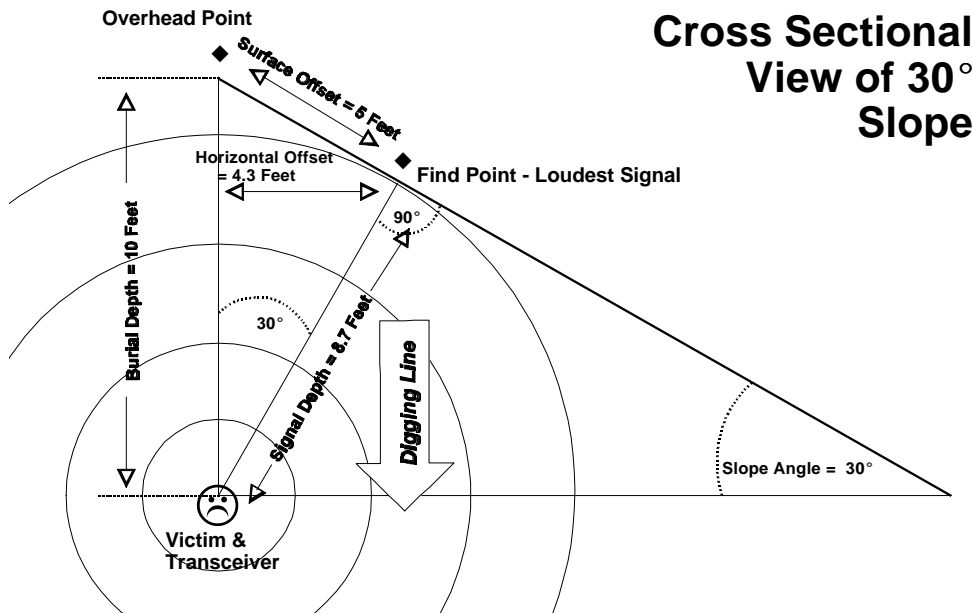 Cross Sectional
View of 30°
Slope
Overhead Point
Surface Offset = 5 Feet
Horizontal Offset
= 4.3 Feet
Find Point - Loudest Signal
90°
Burial Depth = 10 Feet
30°
Signal Depth = 8.7 Feet
Digging Line
Slope Angle = 30°
Victim &
Transceiver